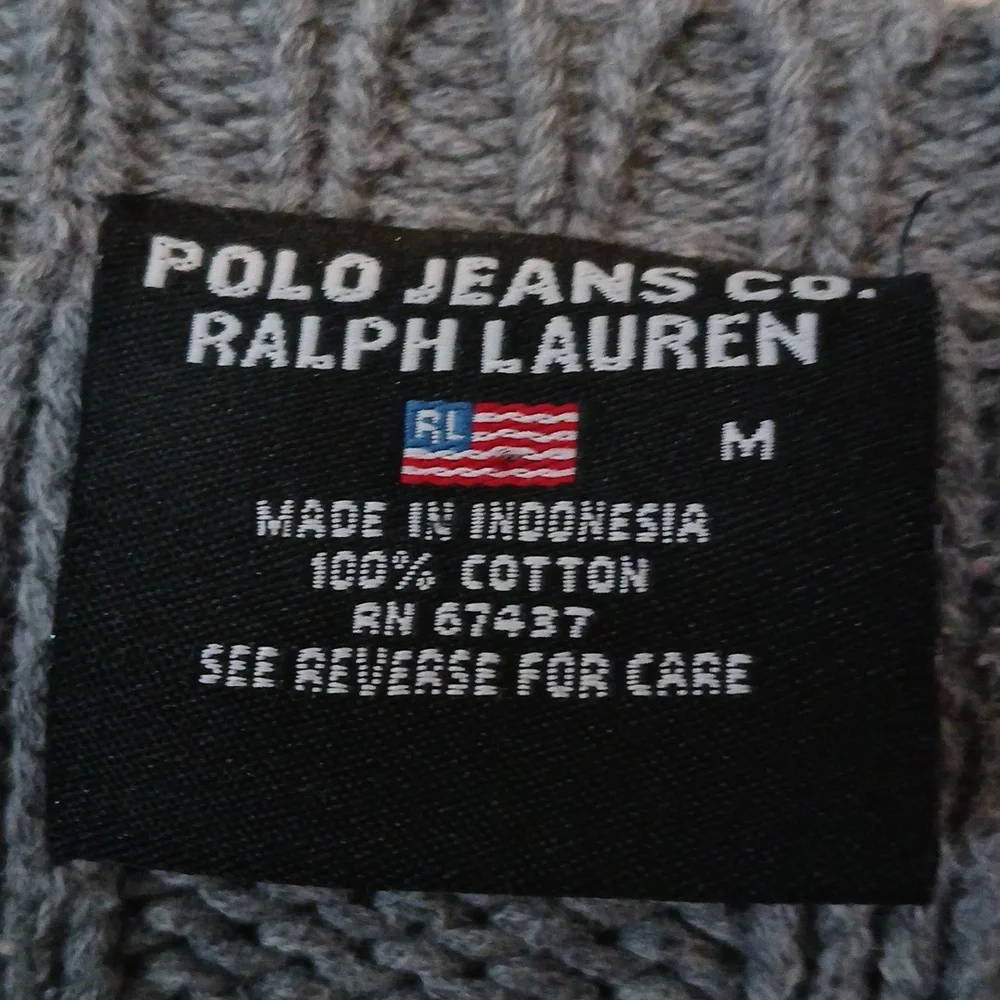 POLO JEANS CO.
RALPH LAUREN
RL
M
MADE IN INDONESIA
100% COTTON
RN 67437
SEE REVERSE FOR CARE